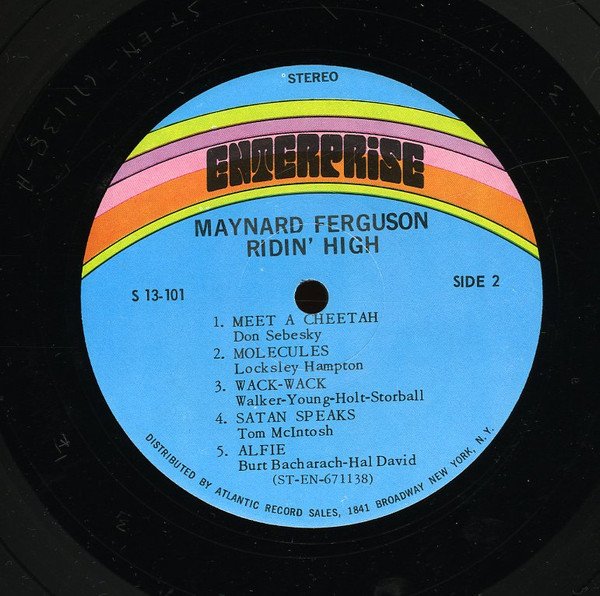 STEREO
ENTERPRISE
MAYNARD FERGUSON
RIDIN' HIGH
S 13-101
SIDE 2
1. MEET A CHEETAH
Don Sebesky
2. MOLECULES
Locksley Hampton
3. WACK-WACK
Walker-Young-Holt-Storball
4. SATAN SPEAKS
Tom McIntosh
5. ALFIE
Burt Bacharach-Hal David
(ST-EN-671138)
DISTRIBUTED BY ATLANTIC RECORD SALES, 1841 BROADWAY NEW YORK, N.Y.